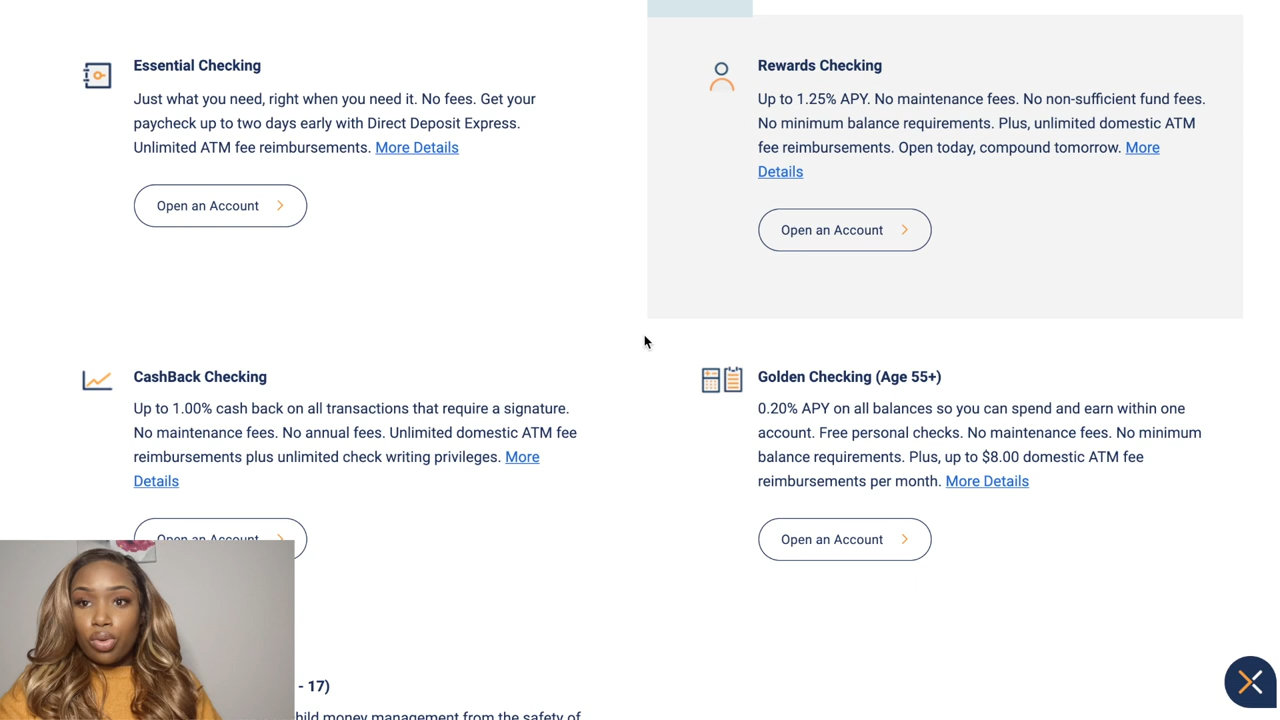 Essential Checking
Just what you need, right when you need it. No fees. Get your
paycheck up to two days early with Direct Deposit Express.
Unlimited ATM fee reimbursements. More Details
Open an Account
Rewards Checking
Up to 1.25% APY. No maintenance fees. No non-sufficient fund fees.
No minimum balance requirements. Plus, unlimited domestic ATM
fee reimbursements. Open today, compound tomorrow. More
Details
Open an Account
CashBack Checking
Up to 1.00% cash back on all transactions that require a signature.
No maintenance fees. No annual fees. Unlimited domestic ATM fee
reimbursements plus unlimited check writing privileges. More
Details
Open an Account
Golden Checking (Age 55+)
0.20% APY on all balances so you can spend and earn within one
account. Free personal checks. No maintenance fees. No minimum
balance requirements. Plus, up to $8.00 domestic ATM fee
reimbursements per month. More Details
Open an Account
- 17)
hild money management from the safety of